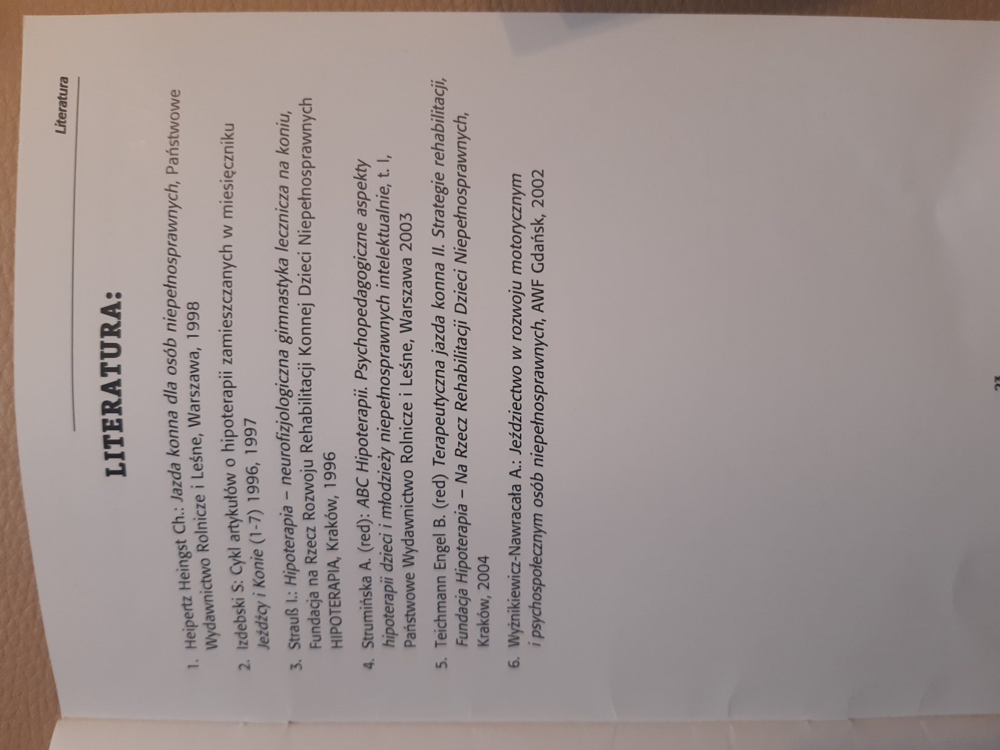 Literatura
LITERATURA:
1. Heipertz Heingst Ch.: Jazda konna dla osób niepełnosprawnych, Państwowe
Wydawnictwo Rolnicze i Leśne, Warszawa, 1998
2. Izdebski S: Cykl artykułów o hipoterapii zamieszczanych w miesięczniku
Jeźdźcy i Konie (1-7) 1996, 1997
3. Strauß I.: Hipoterapia – neurofizjologiczna gimnastyka lecznicza na koniu,
Fundacja na Rzecz Rozwoju Rehabilitacji Konnej Dzieci Niepełnosprawnych
HIPOTERAPIA, Kraków, 1996
4. Strumińska A. (red): ABC Hipoterapii. Psychopedagogiczne aspekty
hipoterapii dzieci i młodzieży niepełnosprawnych intelektualnie, t. I,
Państwowe Wydawnictwo Rolnicze i Leśne, Warszawa 2003
5. Teichmann Engel B. (red) Terapeutyczna jazda konna II. Strategie rehabilitacji,
Fundacja Hipoterapia – Na Rzecz Rehabilitacji Dzieci Niepełnosprawnych,
Kraków, 2004
6. Wyżnikiewicz-Nawracała A.: Jeździectwo w rozwoju motorycznym
i psychospołecznym osób niepełnosprawnych, AWF Gdańsk, 2002
23